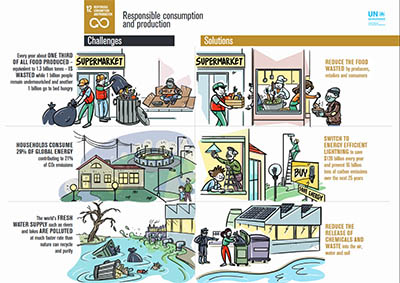 12 RESPONSIBLE
CONSUMPTION
AND PRODUCTION
Responsible consumption
and production
UN
Challenges
Solutions
Every year about ONE THIRD
OF ALL FOOD PRODUCED -
equivalent to 1.3 billion tones - IS
WASTED while 1 billion people
remain undernourished and another
1 billion go to bed hungry
SUPERMARKET
SUPERMARKET
REDUCE THE FOOD
WASTED by producers,
retailers and consumers
HOUSEHOLDS CONSUME
29% OF GLOBAL ENERGY
contributing to 21%
of CO₂ emissions
BUY
SAVE ENERGY
SWITCH TO
ENERGY EFFICIENT
LIGHTNING to save
$120 billion every year
and prevent 16 billion
tons of carbon emissions
over the next 25 years
The world's FRESH
WATER SUPPLY such as rivers
and lakes ARE POLLUTED
at much faster rate than
nature can recycle
and purify
REDUCE THE
RELEASE OF
CHEMICALS AND
WASTE into the air,
water and soil